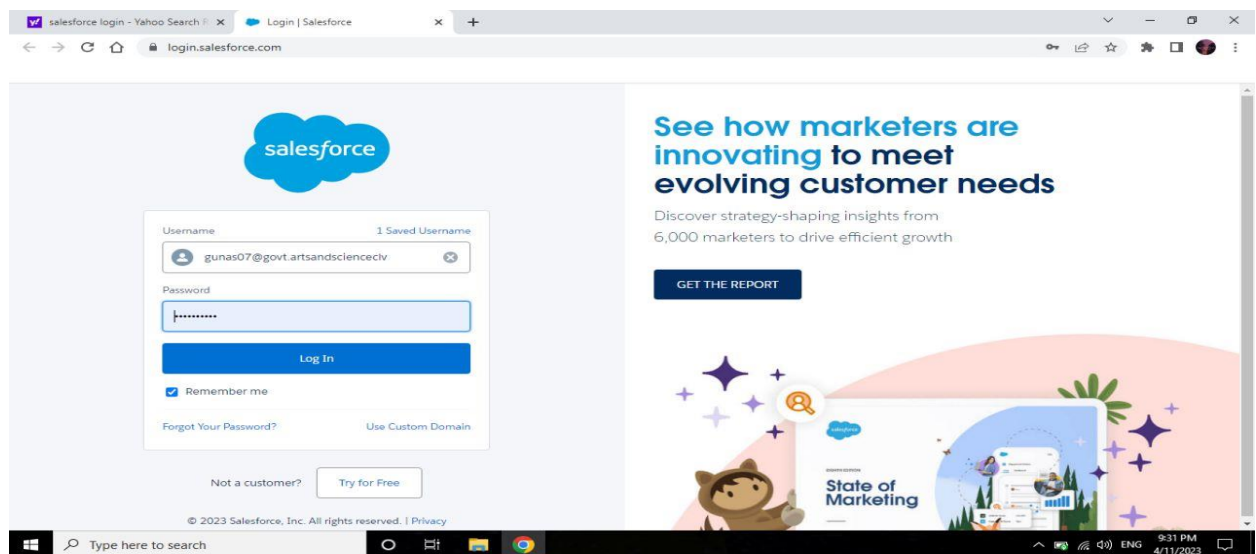 salesforce login - Yahoo Search R
Login | Salesforce
login.salesforce.com
salesforce
Username
1 Saved Username
gunas07@govt.artsandscienceclv
Password
Log In
Remember me
Forgot Your Password?
Use Custom Domain
Not a customer?
Try for Free
© 2023 Salesforce, Inc. All rights reserved. | Privacy
See how marketers are
innovating to meet
evolving customer needs
Discover strategy-shaping insights from
6,000 marketers to drive efficient growth
GET THE REPORT
salesforce
EIGHTH EDITION
State of
Marketing
Type here to search
ENG
9:31 PM
4/11/2023